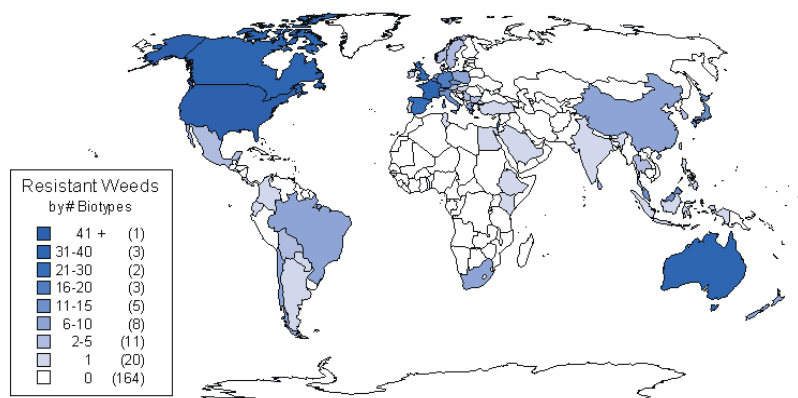 Resistant Weeds
by # Biotypes
41 + (1)
31-40 (3)
21-30 (2)
16-20 (3)
11-15 (5)
6-10 (8)
2-5 (11)
1 (20)
0 (164)